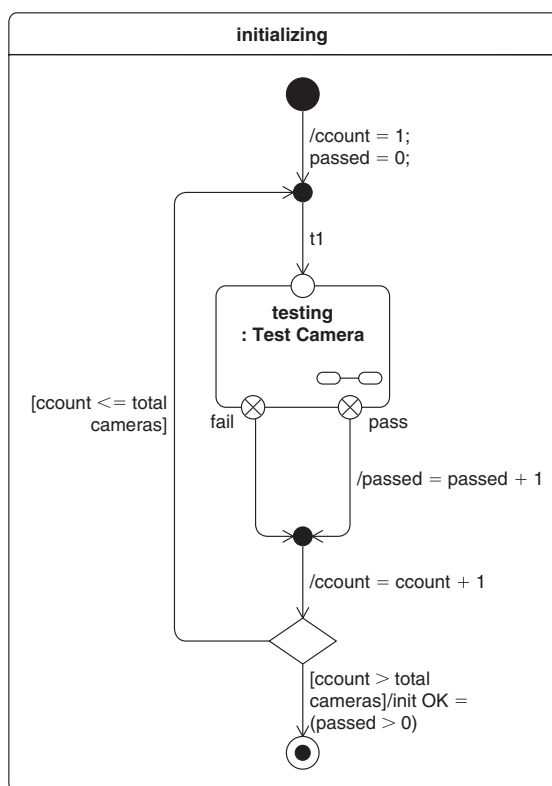 initializing
/ccount = 1;
passed = 0;
t1
testing
: Test Camera
[ccount <= total
cameras]
fail
pass
/passed = passed + 1
/ccount = ccount + 1
[ccount > total
cameras]/init OK =
(passed > 0)